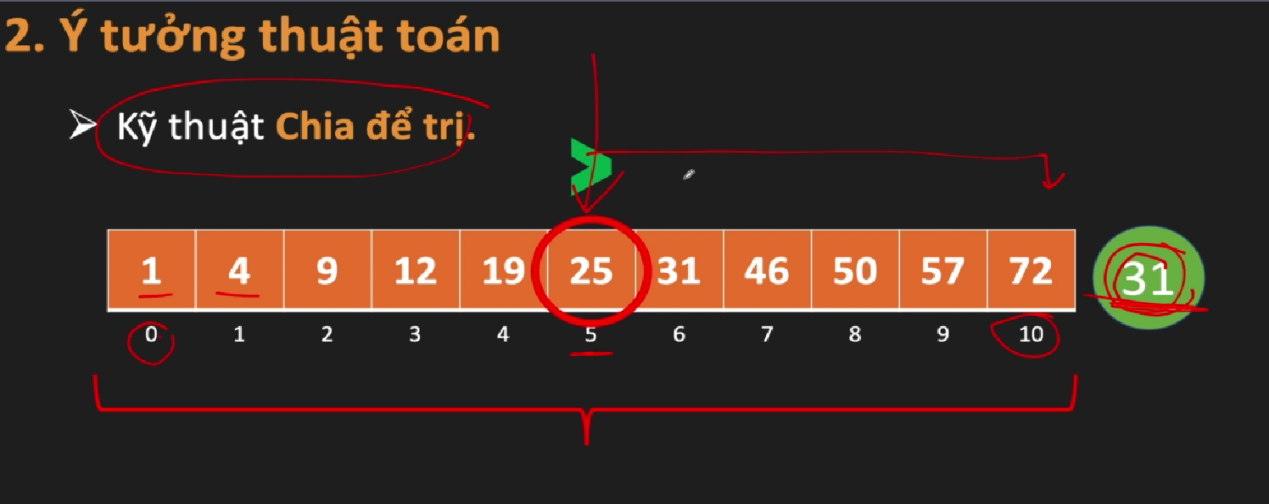 2. Ý tưởng thuật toán
Kỹ thuật Chia để trị.
1 4 9 12 19 25 31 46 50 57 72 31
0 1 2 3 4 5 6 7 8 9 10